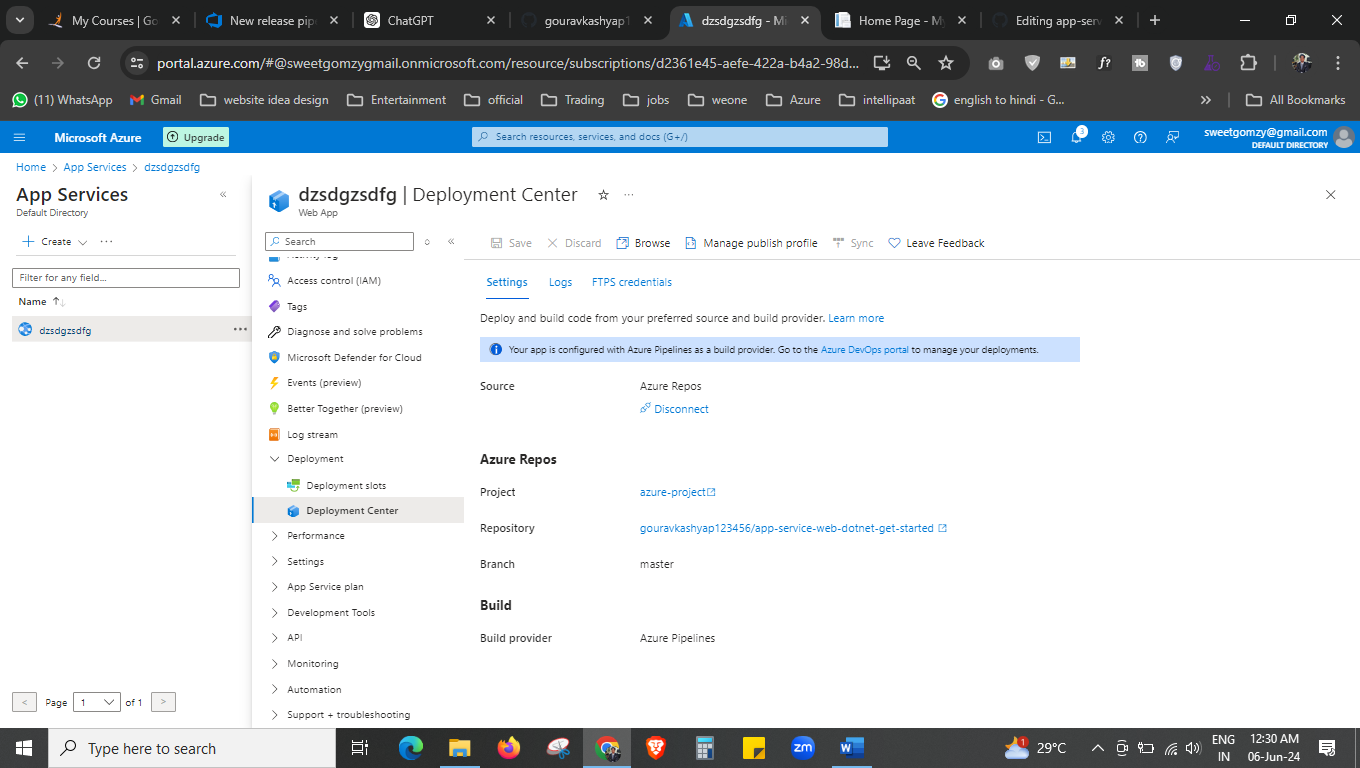 My Courses | Go
New release pip
ChatGPT
gouravkashyap1
dzsdgzsdfg - Mi
Home Page - My
Editing app-serv
portal.azure.com/#@sweetgomzygmail.onmicrosoft.com/resource/subscriptions/d2361e45-aefe-422a-b4a2-98d...
(11) WhatsApp
Gmail
website idea design
Entertainment
official
Trading
jobs
weone
Azure
intellipaat
english to hindi - G...
All Bookmarks
Microsoft Azure
Upgrade
Search resources, services, and docs (G+/)
3
sweetgomzy@gmail.com
DEFAULT DIRECTORY
Home > App Services > dzsdgzsdfg
App Services
Default Directory
Create
Filter for any field...
Name
dzsdgzsdfg
< Page 1 of 1 >
dzsdgzsdfg | Deployment Center
Web App
Search
Activity log
Access control (IAM)
Tags
Diagnose and solve problems
Microsoft Defender for Cloud
Events (preview)
Better Together (preview)
Log stream
Deployment
Deployment slots
Deployment Center
Performance
Settings
App Service plan
Development Tools
API
Monitoring
Automation
Support + troubleshooting
Save
Discard
Browse
Manage publish profile
Sync
Leave Feedback
Settings
Logs
FTPS credentials
Deploy and build code from your preferred source and build provider. Learn more
Your app is configured with Azure Pipelines as a build provider. Go to the Azure DevOps portal to manage your deployments.
Source Azure Repos
Disconnect
Azure Repos
Project azure-project
Repository gouravkashyap123456/app-service-web-dotnet-get-started
Branch master
Build
Build provider Azure Pipelines
Type here to search
zm
29°C
ENG
IN
12:30 AM
06-Jun-24